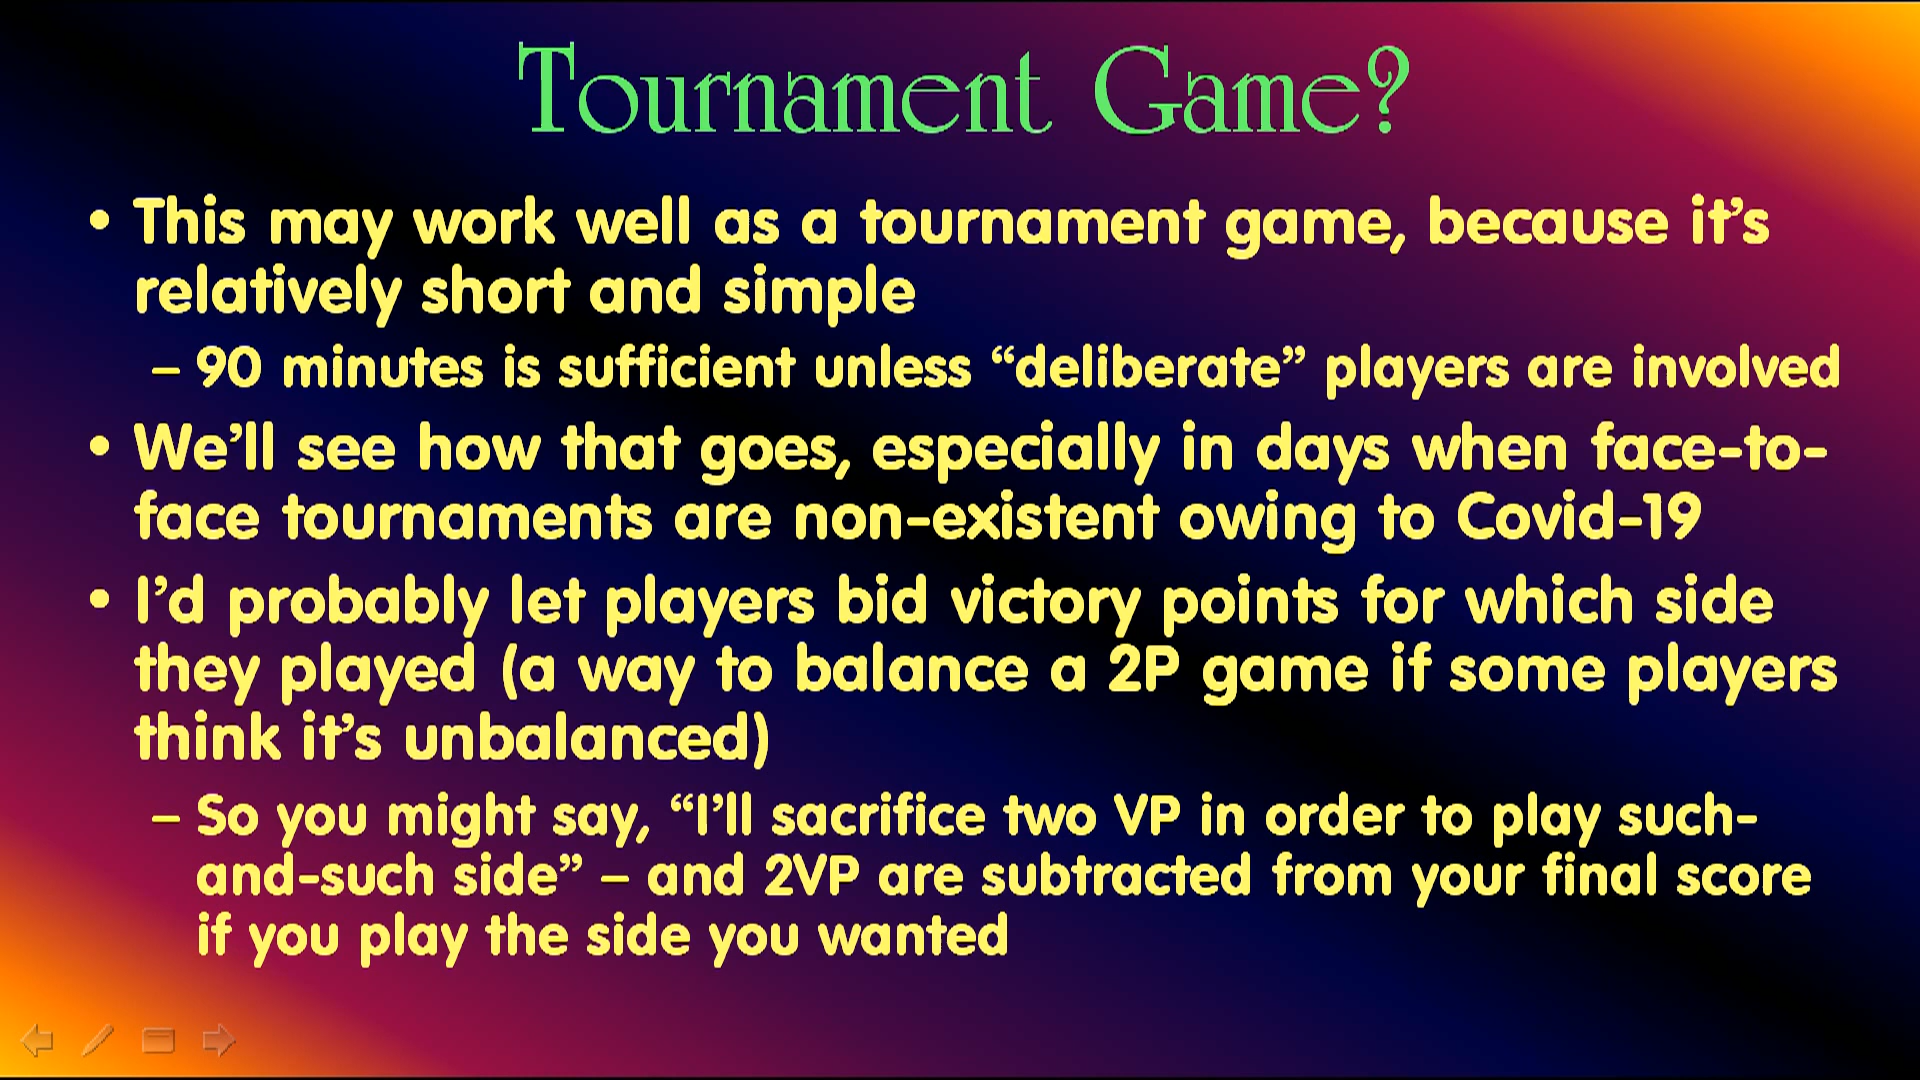 Tournament Game?
• This may work well as a tournament game, because it’s
relatively short and simple
– 90 minutes is sufficient unless “deliberate” players are involved
• We’ll see how that goes, especially in days when face-to-
face tournaments are non-existent owing to Covid-19
• I’d probably let players bid victory points for which side
they played (a way to balance a 2P game if some players
think it’s unbalanced)
– So you might say, “I’ll sacrifice two VP in order to play such-
and-such side” – and 2VP are subtracted from your final score
if you play the side you wanted